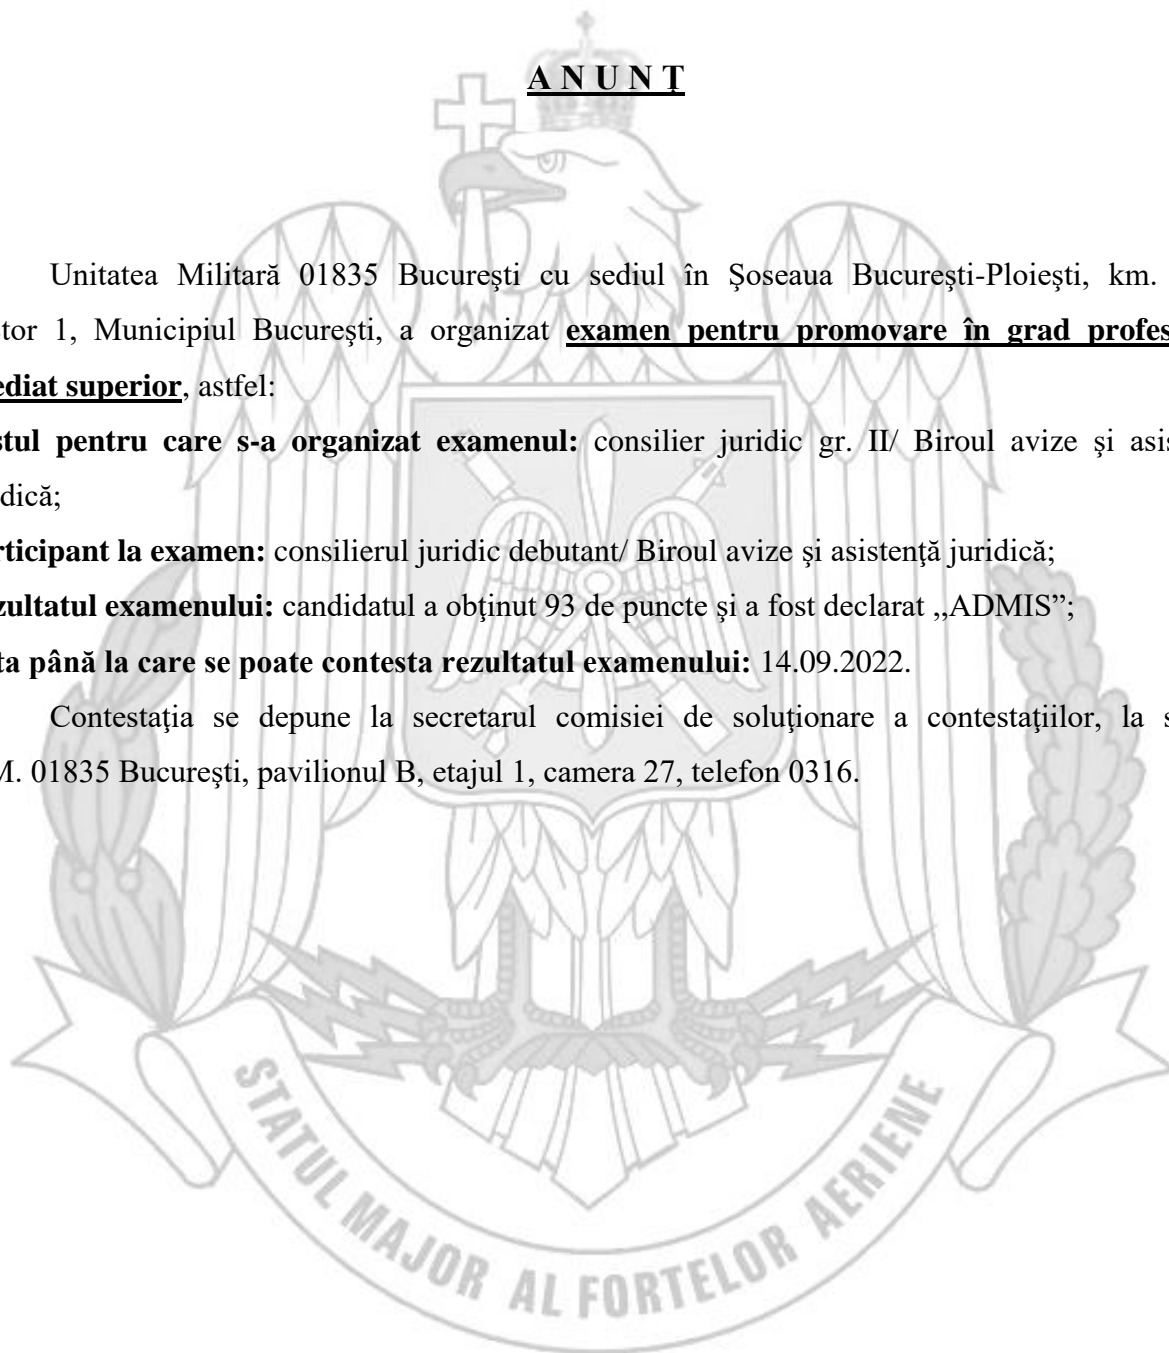 A N U N Ț
Unitatea Militară 01835 Bucureşti cu sediul în Şoseaua Bucureşti-Ploieşti, km.
tor 1, Municipiul Bucureşti, a organizat examen pentru promovare în grad profes
ediat superior, astfel:
stul pentru care s-a organizat examenul: consilier juridic gr. II/ Biroul avize şi asis
dică;
rticipant la examen: consilierul juridic debutant/ Biroul avize şi asistenţă juridică;
zultatul examenului: candidatul a obţinut 93 de puncte şi a fost declarat ,,ADMIS”;
ta până la care se poate contesta rezultatul examenului: 14.09.2022.
Contestaţia se depune la secretarul comisiei de soluţionare a contestaţiilor, la s
M. 01835 Bucureşti, pavilionul B, etajul 1, camera 27, telefon 0316.
STATUL MAJOR AL FORTELOR AERIENE